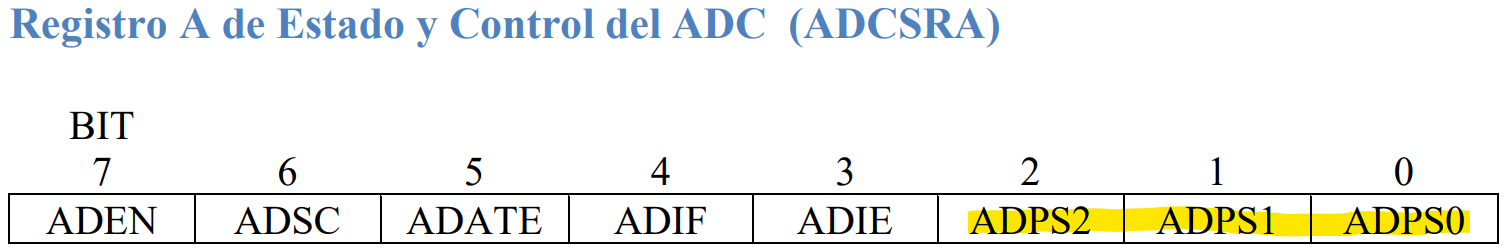 Registro A de Estado y Control del ADC (ADCSRA)
BIT
7 6 5 4 3 2 1 0
ADEN ADSC ADATE ADIF ADIE ADPS2 ADPS1 ADPS0